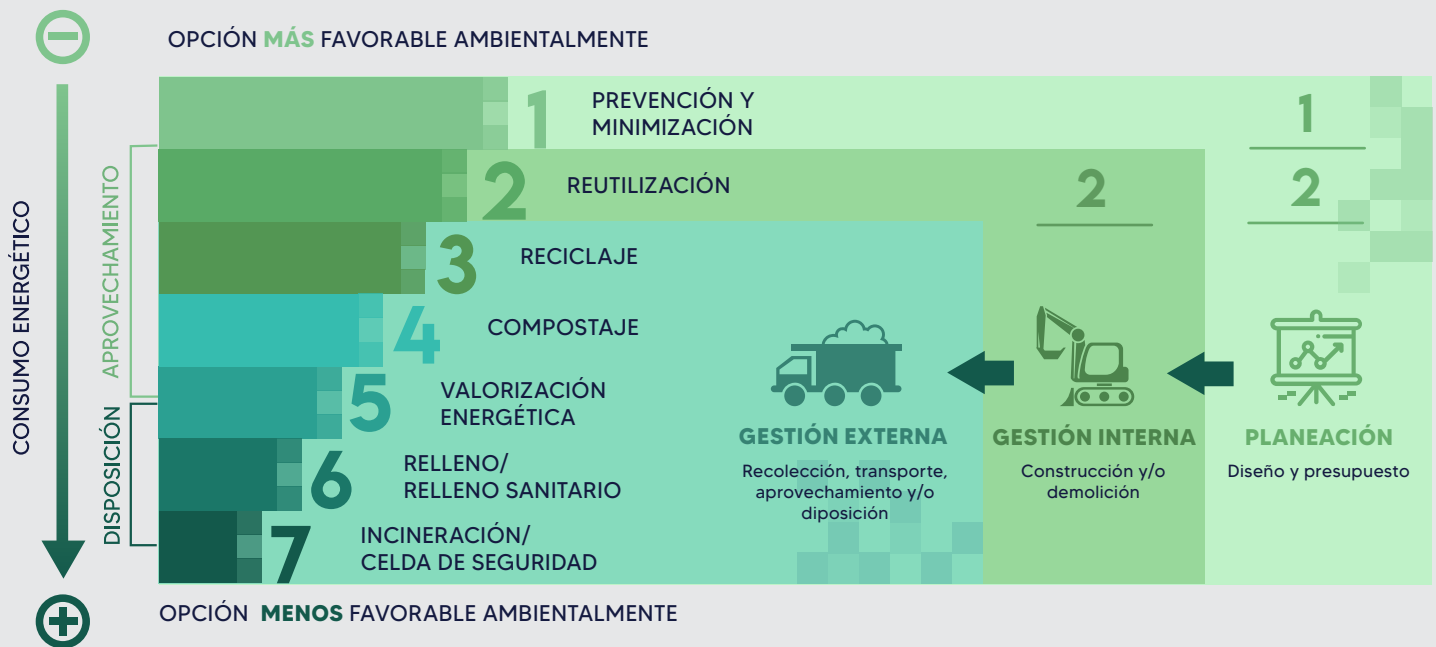 OPCIÓN MÁS FAVORABLE AMBIENTALMENTE
CONSUMO ENERGÉTICO
APROVECHAMIENTO
DISPOSICIÓN
1
PREVENCIÓN Y
MINIMIZACIÓN
2
REUTILIZACIÓN
3
RECICLAJE
4
COMPOSTAJE
5
VALORIZACIÓN
ENERGÉTICA
6
RELLENO/
RELLENO SANITARIO
7
INCINERACIÓN/
CELDA DE SEGURIDAD
GESTIÓN EXTERNA
Recolección, transporte,
aprovechamiento y/o
diposición
2
GESTIÓN INTERNA
Construcción y/o
demolición
1
2
PLANEACIÓN
Diseño y presupuesto
OPCIÓN MENOS FAVORABLE AMBIENTALMENTE